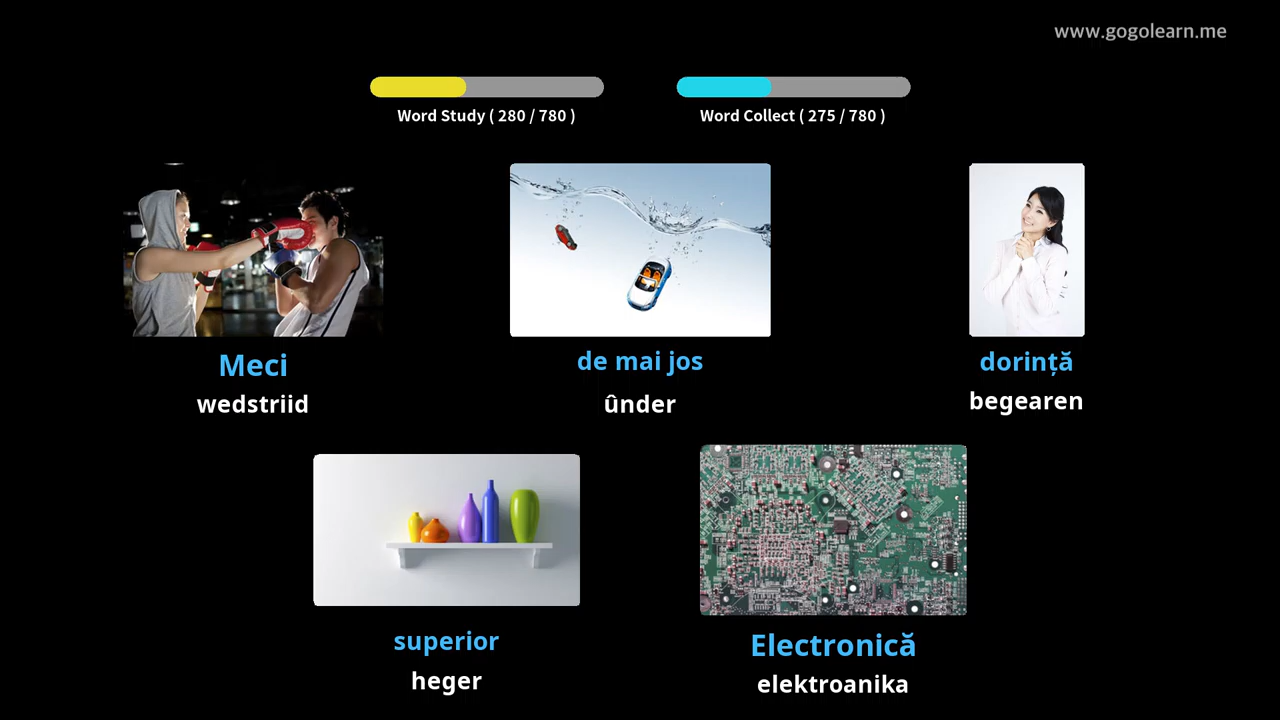 www.gogolearn.me
Word Study ( 280 / 780 )
Word Collect ( 275 / 780 )
Meci
wedstriid
de mai jos
ûnder
dorință
begearen
superior
heger
Electronică
elektroanika